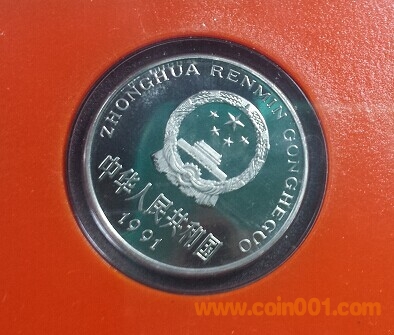 ZHONGHUA RENMIN GONGHEGUO
中华人民共和国
1991
www.coin001.com